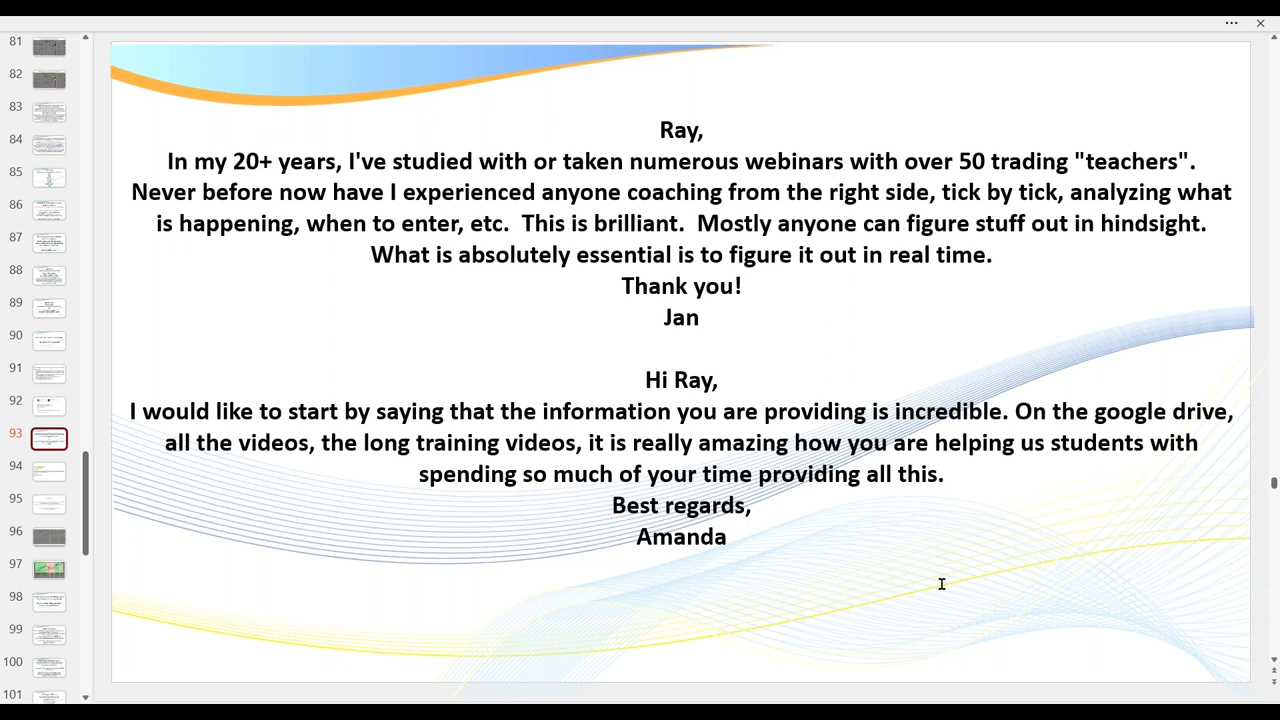 81
82
83
84
85
86
87
88
89
90
91
92
93
95
96
97
98
99
100
101
Ray,
In my 20+ years, I've studied with or taken numerous webinars with over 50 trading "teachers".
Never before now have I experienced anyone coaching from the right side, tick by tick, analyzing what
is happening, when to enter, etc.  This is brilliant.  Mostly anyone can figure stuff out in hindsight.
What is absolutely essential is to figure it out in real time.
Thank you!
Jan
Hi Ray,
I would like to start by saying that the information you are providing is incredible. On the google drive,
all the videos, the long training videos, it is really amazing how you are helping us students with
spending so much of your time providing all this.
Best regards,
Amanda